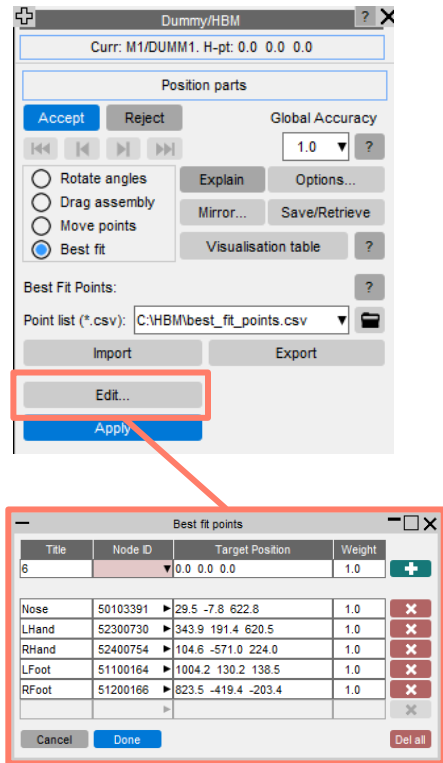 Dummy/HBM ? X
Curr: M1/DUMM1. H-pt: 0.0 0.0 0.0
Position parts
Accept Reject Global Accuracy
1.0 ?
Rotate angles Explain Options...
Drag assembly
Move points Mirror... Save/Retrieve
Best fit Visualisation table ?
Best Fit Points: ?
Point list (*.csv): C:\HBM\best_fit_points.csv
Import Export
Edit...
Apply
Best fit points
Title Node ID Target Position Weight
6 0.0 0.0 0.0 1.0
Nose 50103391 29.5 -7.8 622.8 1.0
LHand 52300730 343.9 191.4 620.5 1.0
RHand 52400754 104.6 -571.0 224.0 1.0
LFoot 51100164 1004.2 130.2 138.5 1.0
RFoot 51200166 823.5 -419.4 -203.4 1.0
Cancel Done Del all